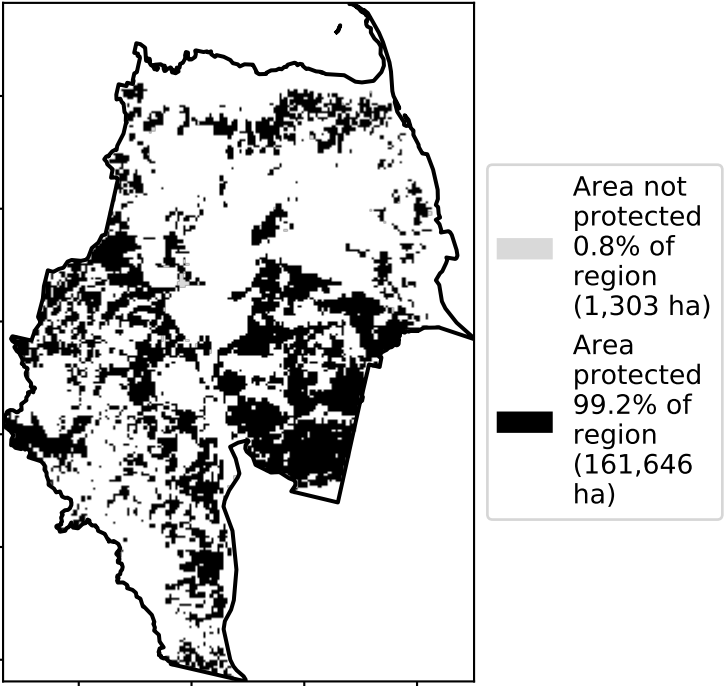 Area not
protected
0.8% of
region
(1,303 ha)
Area
protected
99.2% of
region
(161,646
ha)